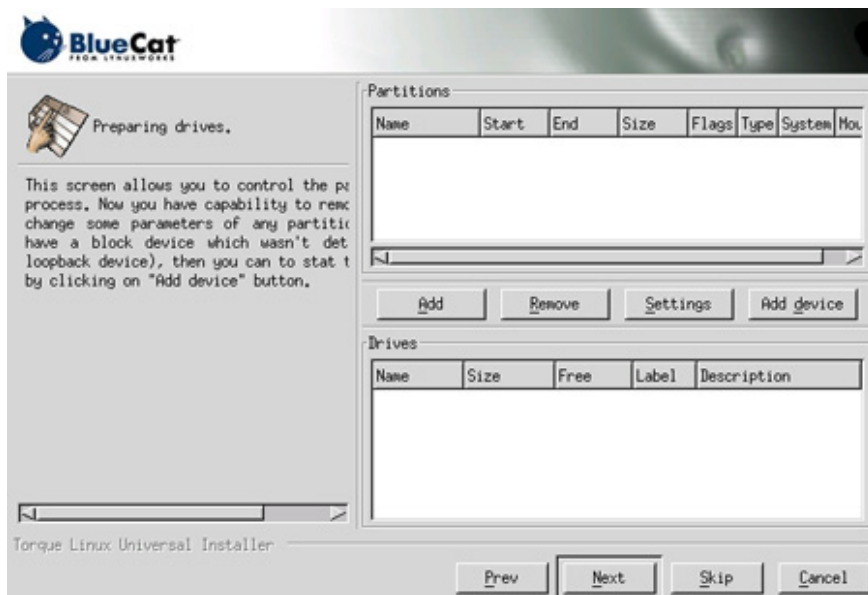 BlueCat
FROM LYNUXWORKS
Preparing drives.
This screen allows you to control the pa
process. Now you have capability to remo
change some parameters of any partitio
have a block device which wasn't det
loopback device), then you can to stat t
by clicking on "Add device" button.
Partitions
Name Start End Size Flags Type System Mou
Add Remove Settings Add device
Drives
Name Size Free Label Description
Torque Linux Universal Installer
Prev Next Skip Cancel